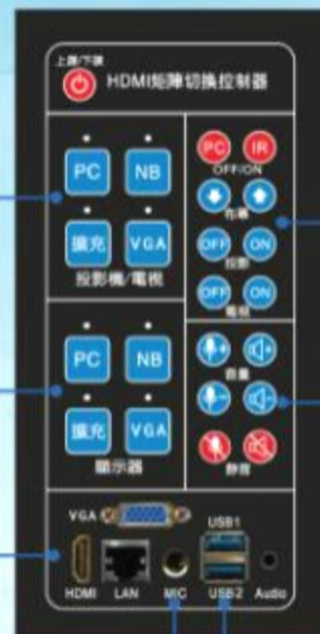 上課/下課
HDMI矩陣切換控制器
PC NB
擴充 VGA
投影機/電視
PC IR
OFF/ON
布幕
OFF ON
投影
OFF ON
電視
PC NB
擴充 VGA
顯示器
+ +
音量
- -
靜音
VGA
USB1
HDMI LAN MIC USB2 Audio